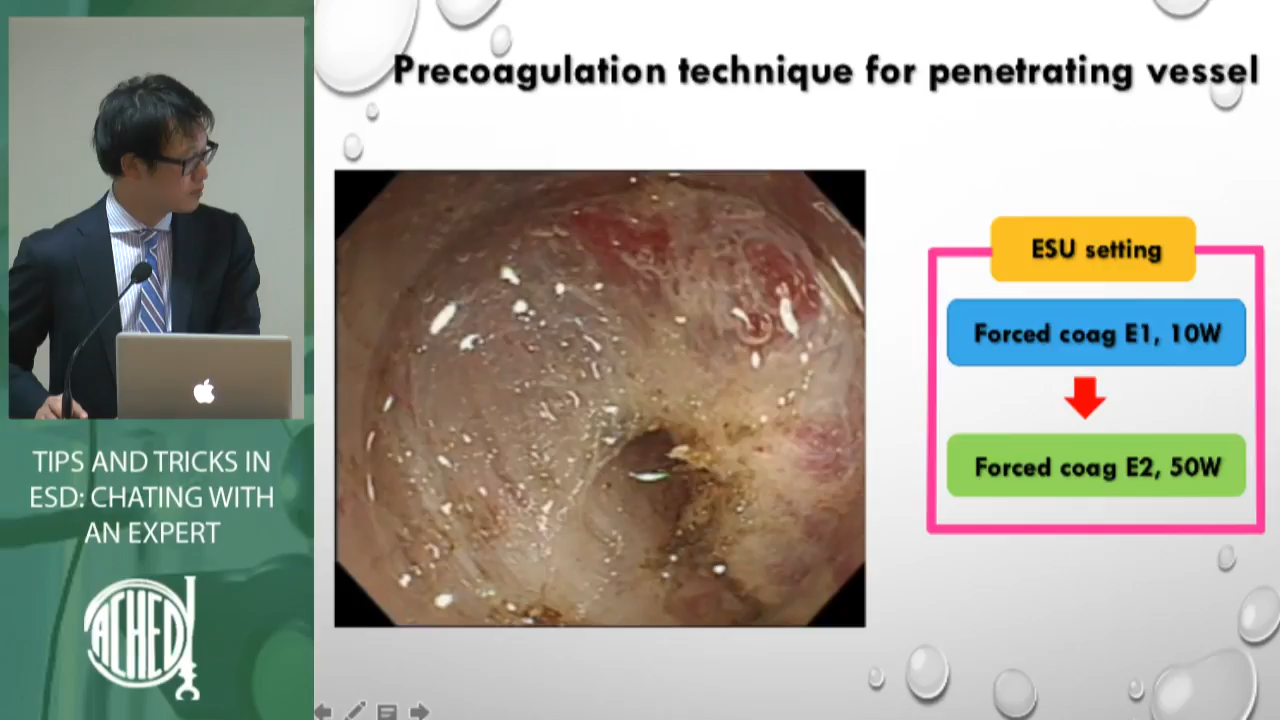 Precoagulation technique for penetrating vessel
ESU setting
Forced coag E1, 10W
Forced coag E2, 50W
TIPS AND TRICKS IN
ESD: CHATING WITH
AN EXPERT
ACHED